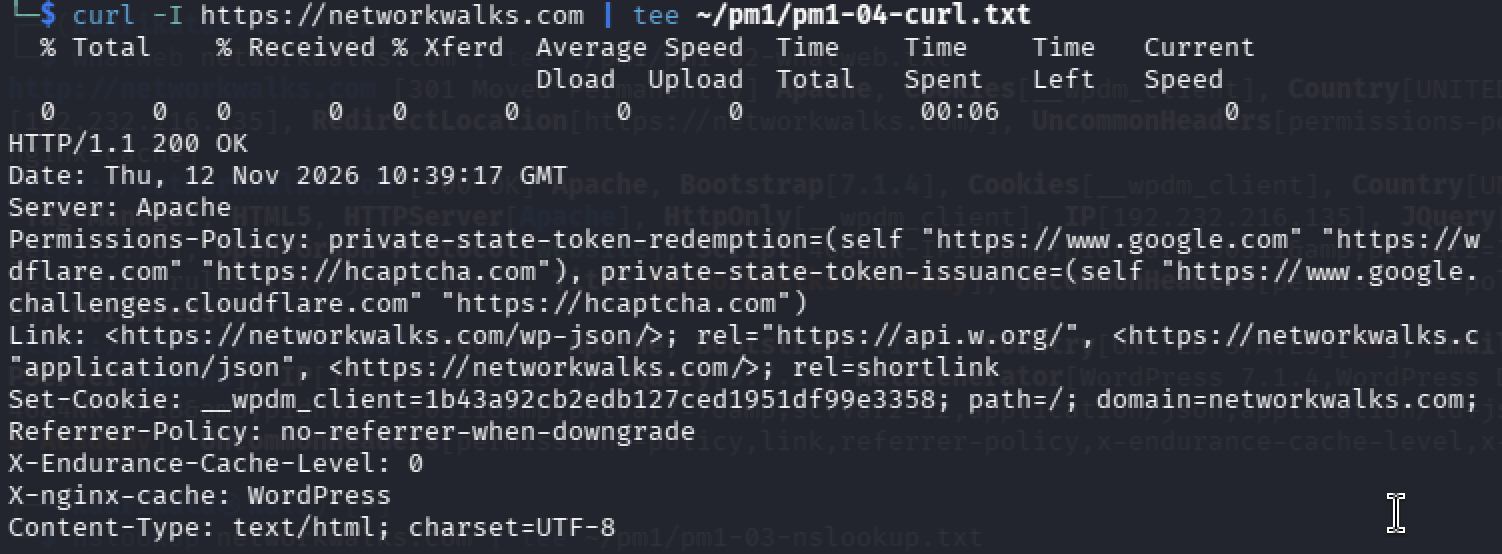 └─$ curl -I https://networkwalks.com | tee ~/pm1/pm1-04-curl.txt
% Total % Received % Xferd Average Speed Time Time Time Current
Dload Upload Total Spent Left Speed
0 0 0 0 0 0 0 0 00:06 0
HTTP/1.1 200 OK
Date: Thu, 12 Nov 2026 10:39:17 GMT
Server: Apache
Permissions-Policy: private-state-token-redemption=(self "https://www.google.com" "https://w
dflare.com" "https://hcaptcha.com"), private-state-token-issuance=(self "https://www.google.
challenges.cloudflare.com" "https://hcaptcha.com")
Link: <https://networkwalks.com/wp-json/>; rel="https://api.w.org/", <https://networkwalks.c
"application/json", <https://networkwalks.com/>; rel=shortlink
Set-Cookie: __wpdm_client=1b43a92cb2edb127ced1951df99e3358; path=/; domain=networkwalks.com;
Referrer-Policy: no-referrer-when-downgrade
X-Endurance-Cache-Level: 0
X-nginx-cache: WordPress
Content-Type: text/html; charset=UTF-8